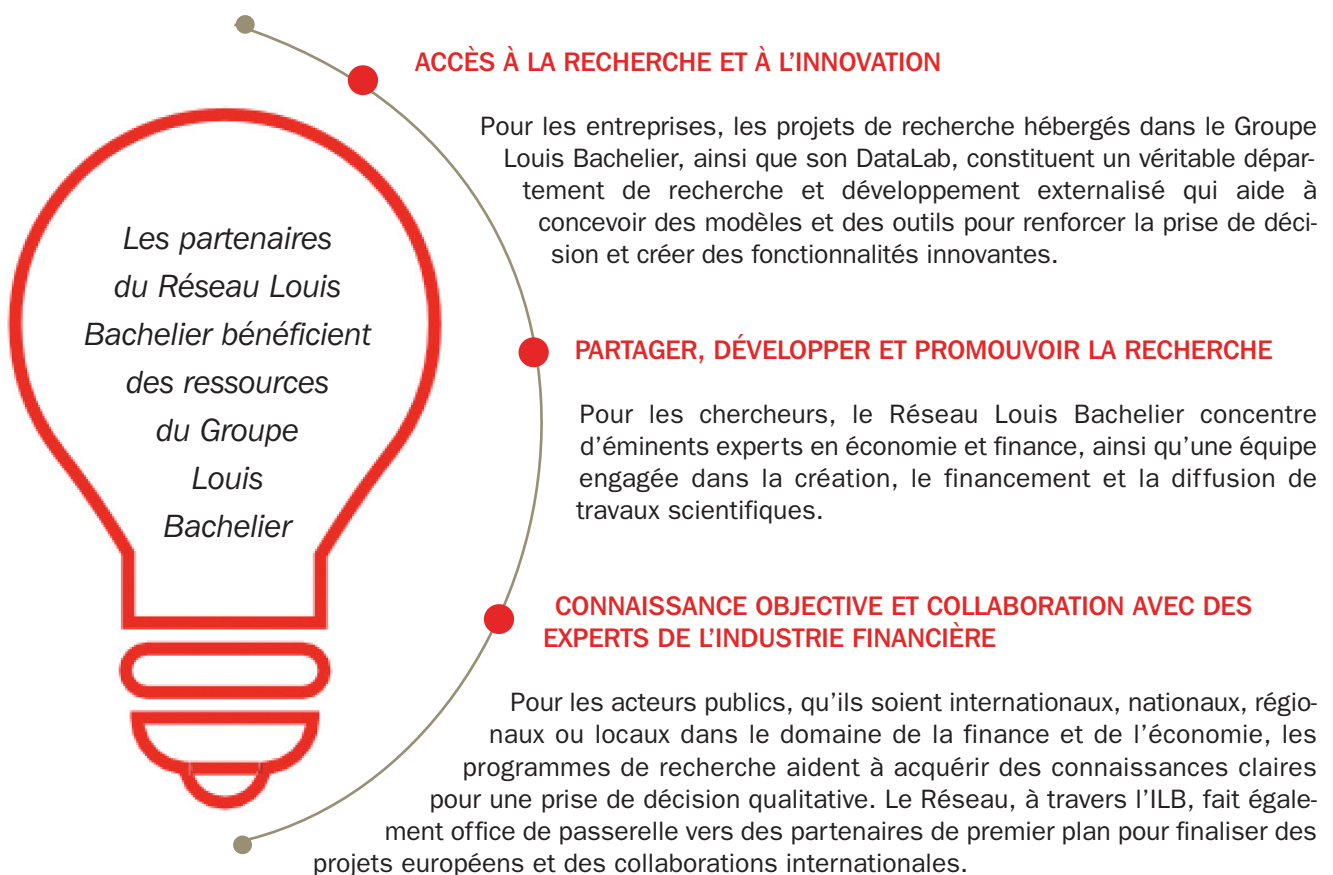 Les partenaires
du Réseau Louis
Bachelier bénéficient
des ressources
du Groupe
Louis
Bachelier
ACCÈS À LA RECHERCHE ET À L'INNOVATION
Pour les entreprises, les projets de recherche hébergés dans le Groupe
Louis Bachelier, ainsi que son DataLab, constituent un véritable dépar-
tement de recherche et développement externalisé qui aide à
concevoir des modèles et des outils pour renforcer la prise de déci-
sion et créer des fonctionnalités innovantes.
PARTAGER, DÉVELOPPER ET PROMOUVOIR LA RECHERCHE
Pour les chercheurs, le Réseau Louis Bachelier concentre
d'éminents experts en économie et finance, ainsi qu'une équipe
engagée dans la création, le financement et la diffusion de
travaux scientifiques.
CONNAISSANCE OBJECTIVE ET COLLABORATION AVEC DES
EXPERTS DE L'INDUSTRIE FINANCIÈRE
Pour les acteurs publics, qu'ils soient internationaux, nationaux, régio-
naux ou locaux dans le domaine de la finance et de l'économie, les
programmes de recherche aident à acquérir des connaissances claires
pour une prise de décision qualitative. Le Réseau, à travers l'ILB, fait égale-
ment office de passerelle vers des partenaires de premier plan pour finaliser des
projets européens et des collaborations internationales.